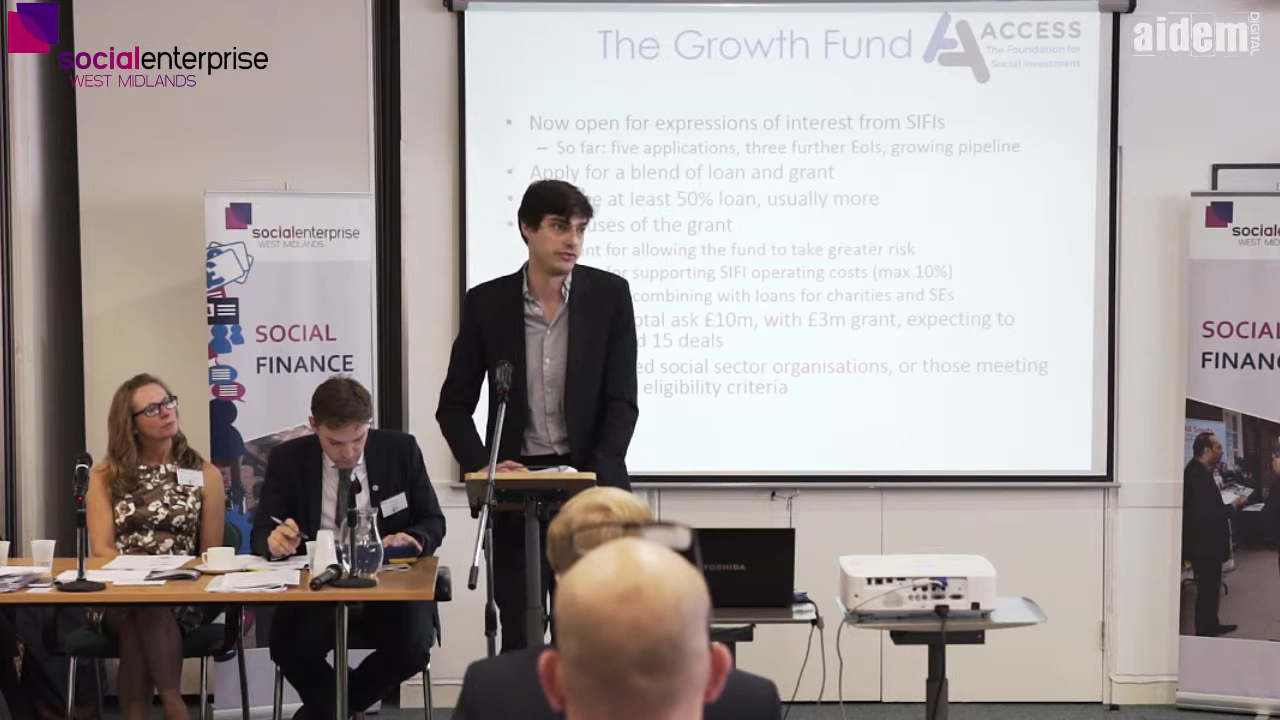 socialenterprise
WEST MIDLANDS
aidem
DIGITAL
The Growth Fund
ACCESS
The Foundation for
Social Investment
Now open for expressions of interest from SIFIs
– So far: five applications, three further EoIs, growing pipeline
Apply for a blend of loan and grant
at least 50% loan, usually more
uses of the grant
for allowing the fund to take greater risk
for supporting SIFI operating costs (max 10%)
combining with loans for charities and SEs
ask £10m, with £3m grant, expecting to
15 deals
social sector organisations, or those meeting
eligibility criteria
socialenterprise
WEST MIDLANDS
SOCIAL
FINANCE
TOSHIBA